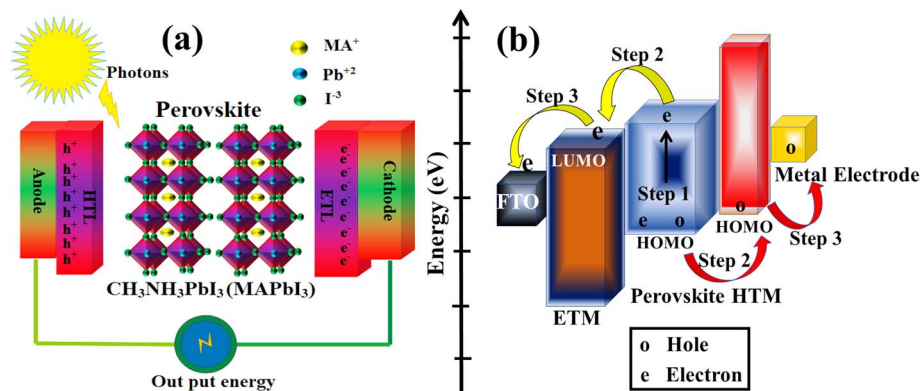 (a)
Photons
MA⁺
Pb⁺²
I⁻³
Perovskite
Anode
HTL
h⁺
h⁺
h⁺
h⁺
h⁺
h⁺
h⁺
h⁺
ETL
e⁻
e⁻
e⁻
e⁻
e⁻
e⁻
e⁻
e⁻
e⁻
Cathode
CH₃NH₃PbI₃(MAPbI₃)
Out put energy
(b)
Energy (eV)
Step 2
Step 3
e
e
e
LUMO
FTO
Step 1
e o
HOMO
o
HOMO
o
Metal Electrode
Step 2
Step 3
Perovskite HTM
ETM
o Hole
e Electron